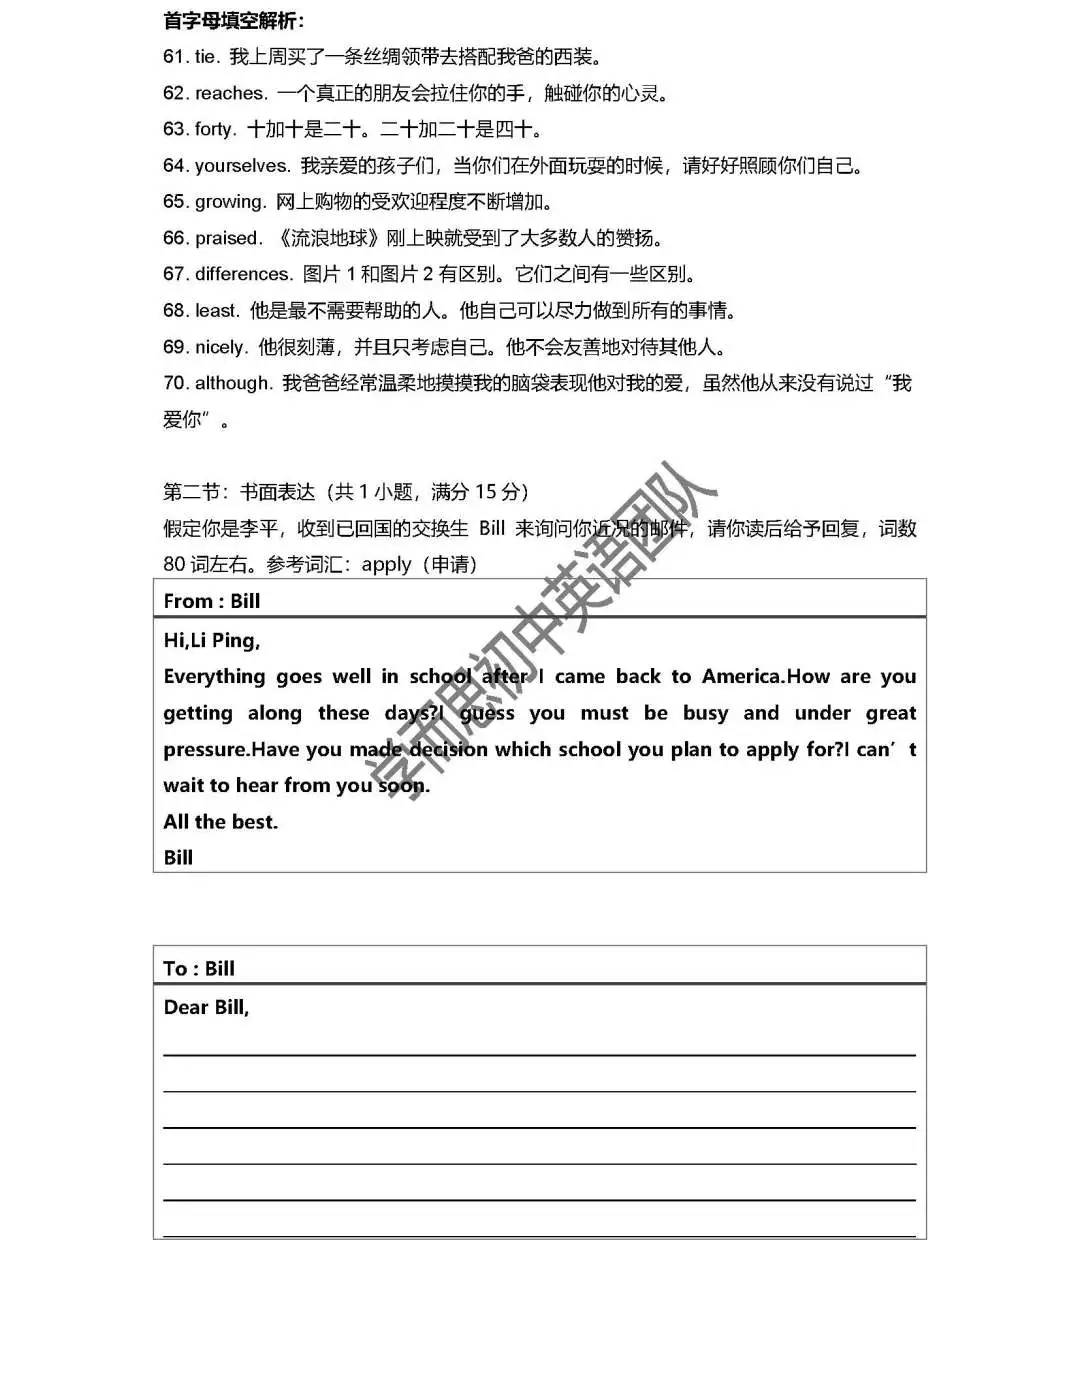 首字母填空解析：
61. tie. 我上周买了一条丝绸领带去搭配我爸的西装。
62. reaches. 一个真正的朋友会拉住你的手，触碰你的心灵。
63. forty. 十加十是二十。二十加二十是四十。
64. yourselves. 我亲爱的孩子们，当你们在外面玩耍的时候，请好好照顾你们自己。
65. growing. 网上购物的受欢迎程度不断增加。
66. praised. 《流浪地球》刚上映就受到了大多数人的赞扬。
67. differences. 图片 1 和图片 2 有区别。它们之间有一些区别。
68. least. 他是最不需要帮助的人。他自己可以尽力做到所有的事情。
69. nicely. 他很刻薄，并且只考虑自己。他不会友善地对待其他人。
70. although. 我爸爸经常温柔地摸摸我的脑袋表现他对我的爱，虽然他从来没有说过“我
爱你”。
第二节：书面表达（共 1 小题，满分 15 分）
假定你是李平，收到已回国的交换生 Bill 来询问你近况的邮件，请你读后给予回复，词数
80 词左右。参考词汇：apply（申请）
From : Bill
Hi,Li Ping,
Everything goes well in school after I came back to America.How are you
getting along these days?I guess you must be busy and under great
pressure.Have you made decision which school you plan to apply for?I can’t
wait to hear from you soon.
All the best.
Bill
To : Bill
Dear Bill,
学而思初中英语团队